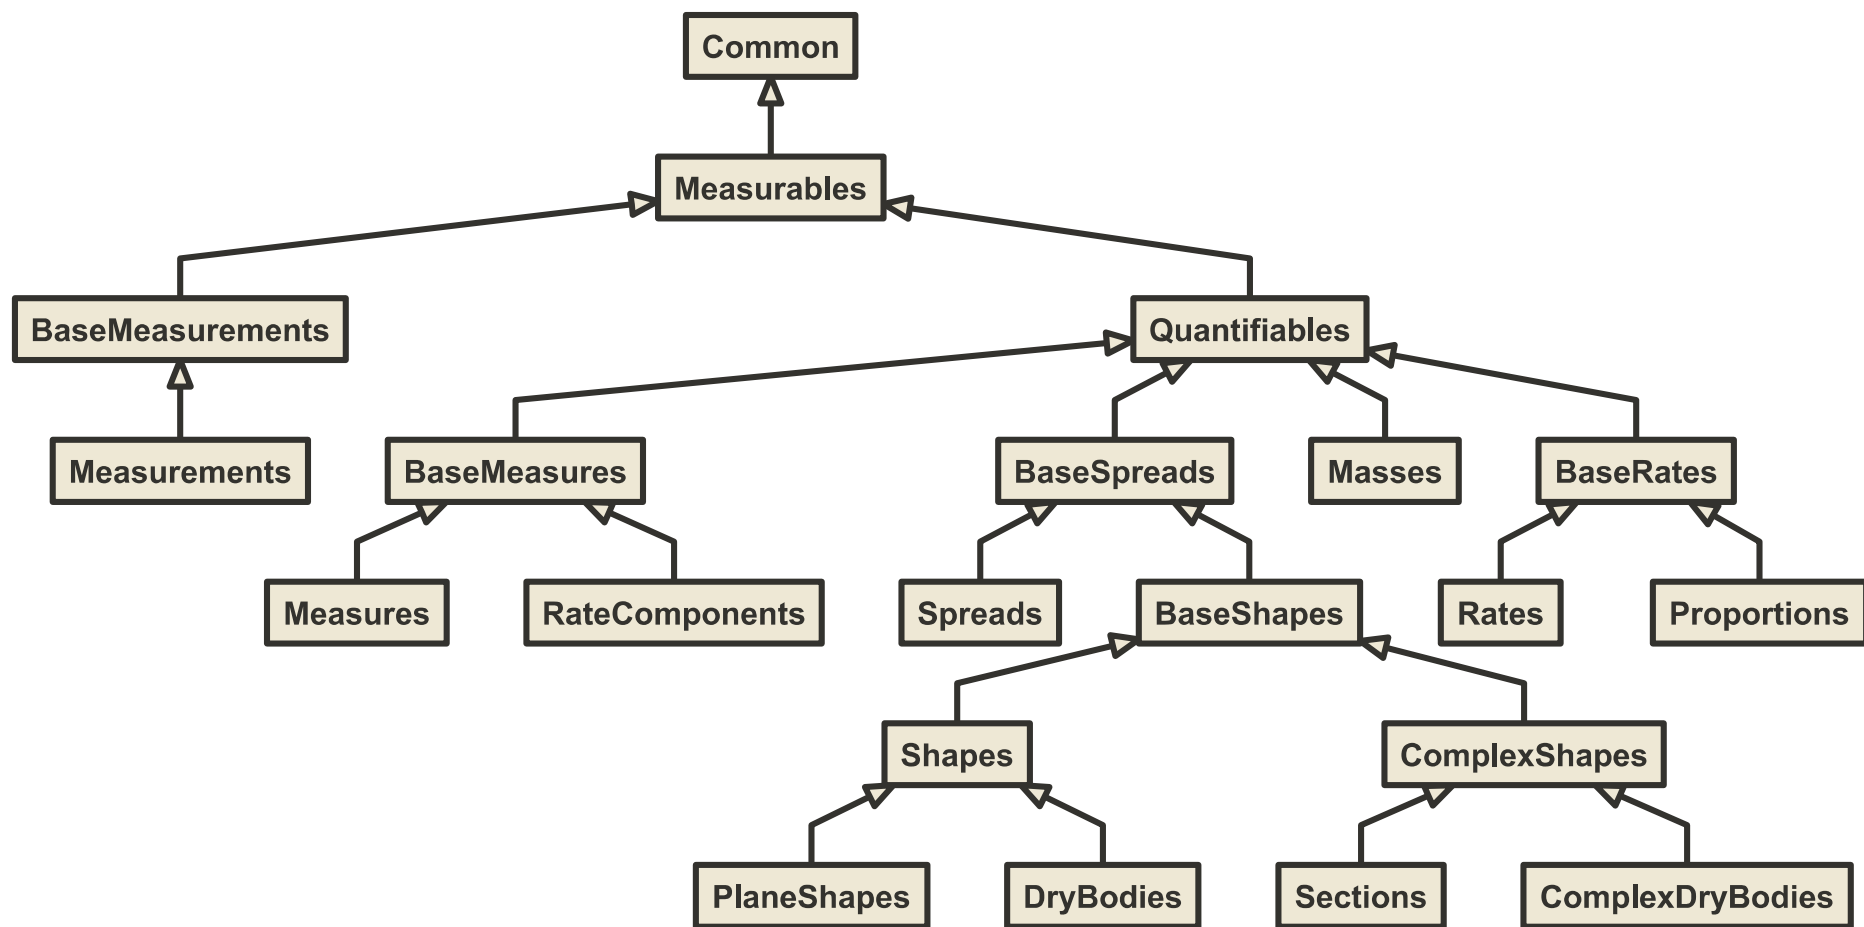 Common
Measurables
BaseMeasurements
Quantifiables
Measurements
BaseMeasures
BaseSpreads
Masses
BaseRates
Measures
RateComponents
Spreads
BaseShapes
Rates
Proportions
Shapes
ComplexShapes
PlaneShapes
DryBodies
Sections
ComplexDryBodies